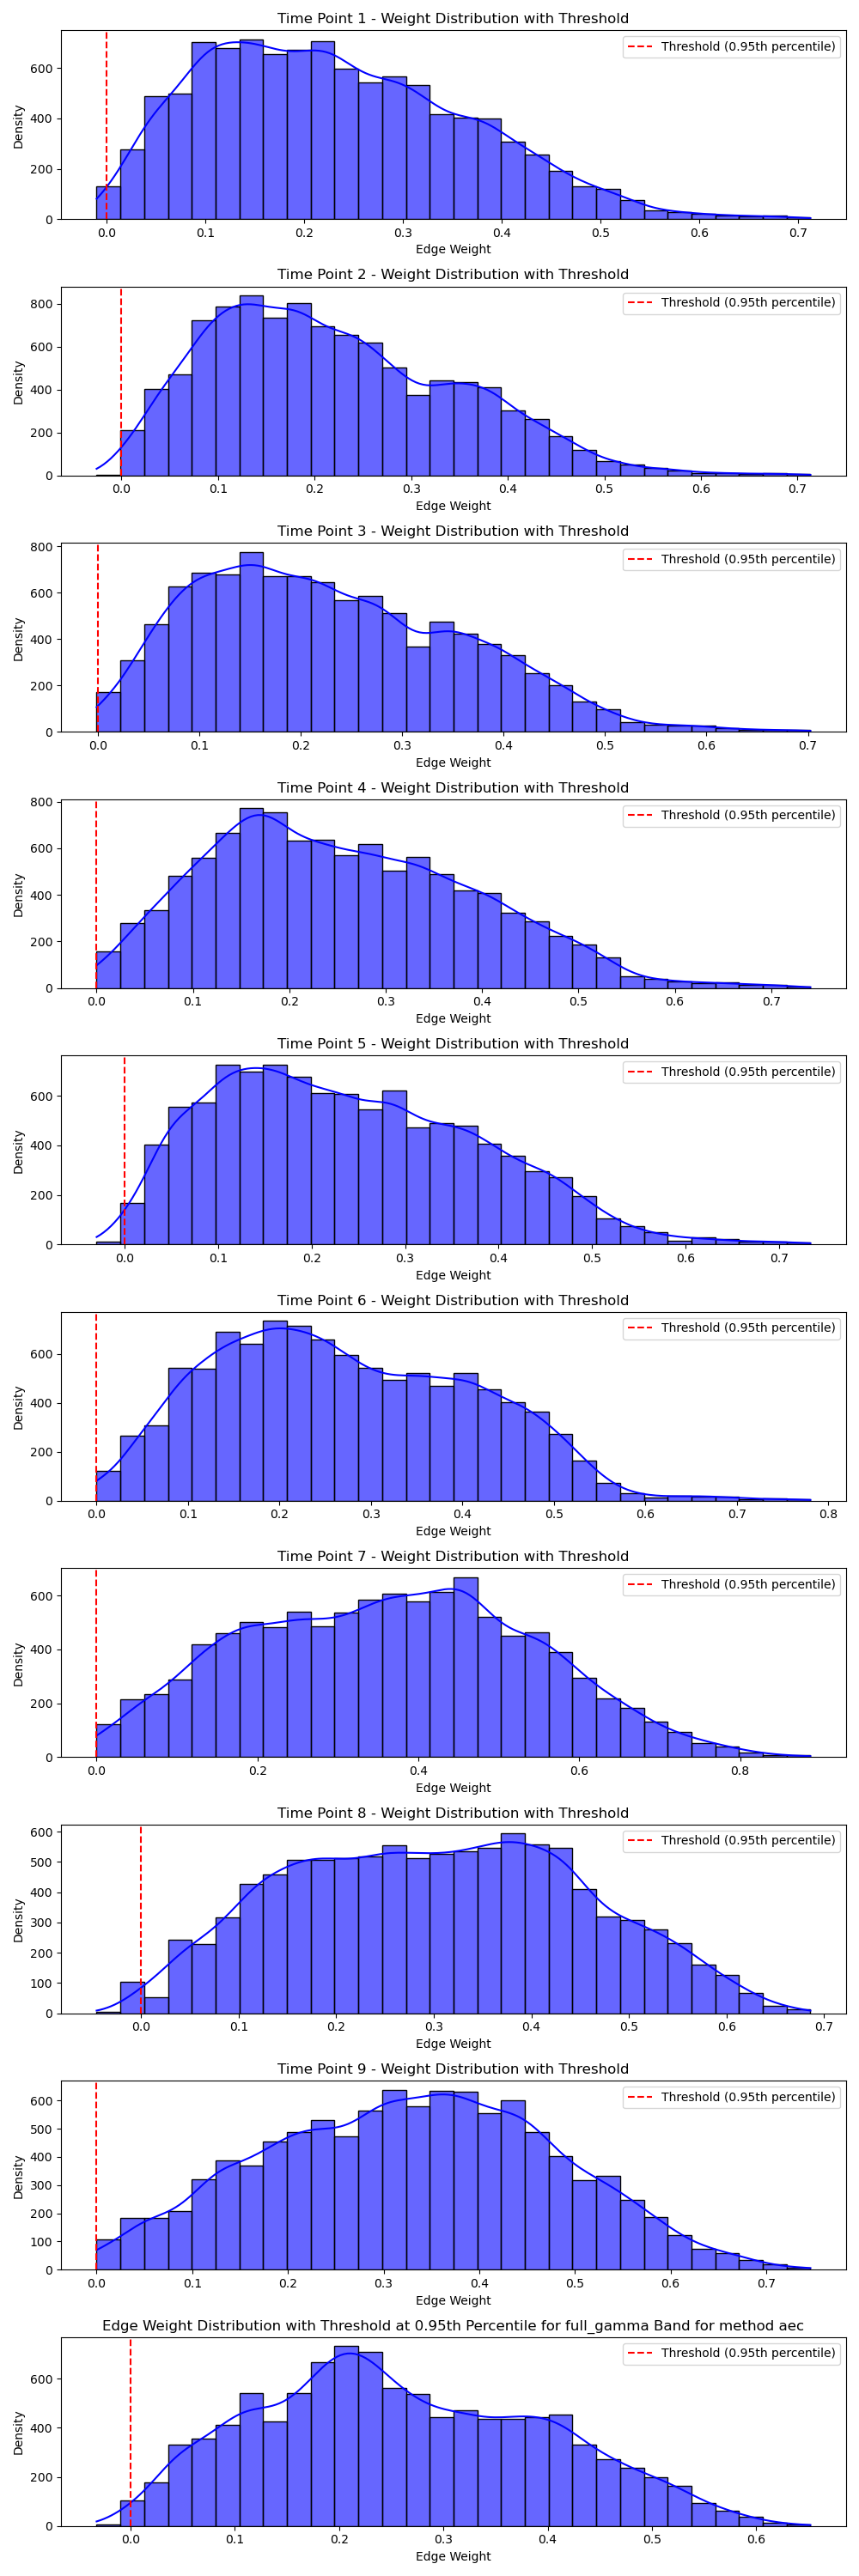 Time Point 1 - Weight Distribution with Threshold
Threshold (0.95th percentile)
Density
600
400
200
0
0.0 0.1 0.2 0.3 0.4 0.5 0.6 0.7
Edge Weight
Time Point 2 - Weight Distribution with Threshold
Threshold (0.95th percentile)
Density
800
600
400
200
0
0.0 0.1 0.2 0.3 0.4 0.5 0.6 0.7
Edge Weight
Time Point 3 - Weight Distribution with Threshold
Threshold (0.95th percentile)
Density
800
600
400
200
0
0.0 0.1 0.2 0.3 0.4 0.5 0.6 0.7
Edge Weight
Time Point 4 - Weight Distribution with Threshold
Threshold (0.95th percentile)
Density
800
600
400
200
0
0.0 0.1 0.2 0.3 0.4 0.5 0.6 0.7
Edge Weight
Time Point 5 - Weight Distribution with Threshold
Threshold (0.95th percentile)
Density
600
400
200
0
0.0 0.1 0.2 0.3 0.4 0.5 0.6 0.7
Edge Weight
Time Point 6 - Weight Distribution with Threshold
Threshold (0.95th percentile)
Density
600
400
200
0
0.0 0.1 0.2 0.3 0.4 0.5 0.6 0.7 0.8
Edge Weight
Time Point 7 - Weight Distribution with Threshold
Threshold (0.95th percentile)
Density
600
400
200
0
0.0 0.2 0.4 0.6 0.8
Edge Weight
Time Point 8 - Weight Distribution with Threshold
Threshold (0.95th percentile)
Density
600
500
400
300
200
100
0
0.0 0.1 0.2 0.3 0.4 0.5 0.6 0.7
Edge Weight
Time Point 9 - Weight Distribution with Threshold
Threshold (0.95th percentile)
Density
600
500
400
300
200
100
0
0.0 0.1 0.2 0.3 0.4 0.5 0.6 0.7
Edge Weight
Edge Weight Distribution with Threshold at 0.95th Percentile for full_gamma Band for method aec
Threshold (0.95th percentile)
Density
600
400
200
0
0.0 0.1 0.2 0.3 0.4 0.5 0.6
Edge Weight